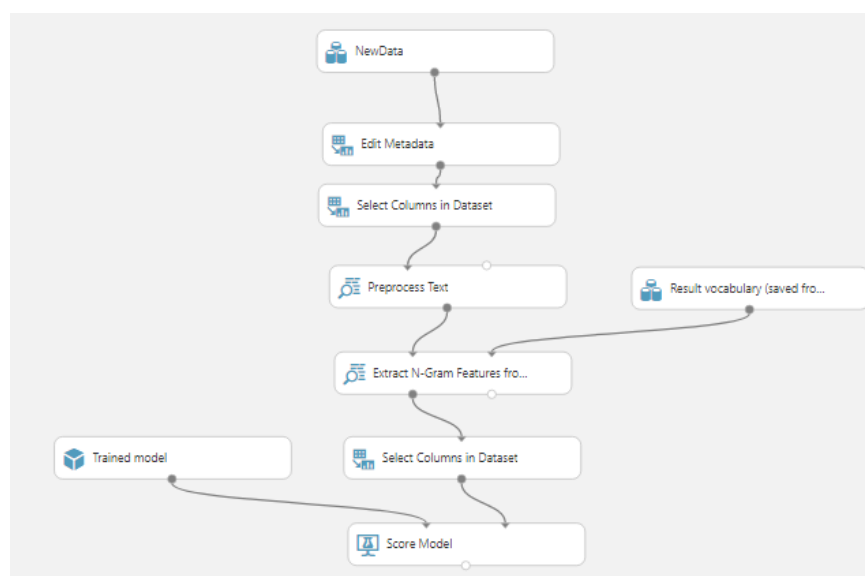 NewData
Edit Metadata
Select Columns in Dataset
Preprocess Text
Result vocabulary (saved fro...
Extract N-Gram Features fro...
Trained model
Select Columns in Dataset
Score Model